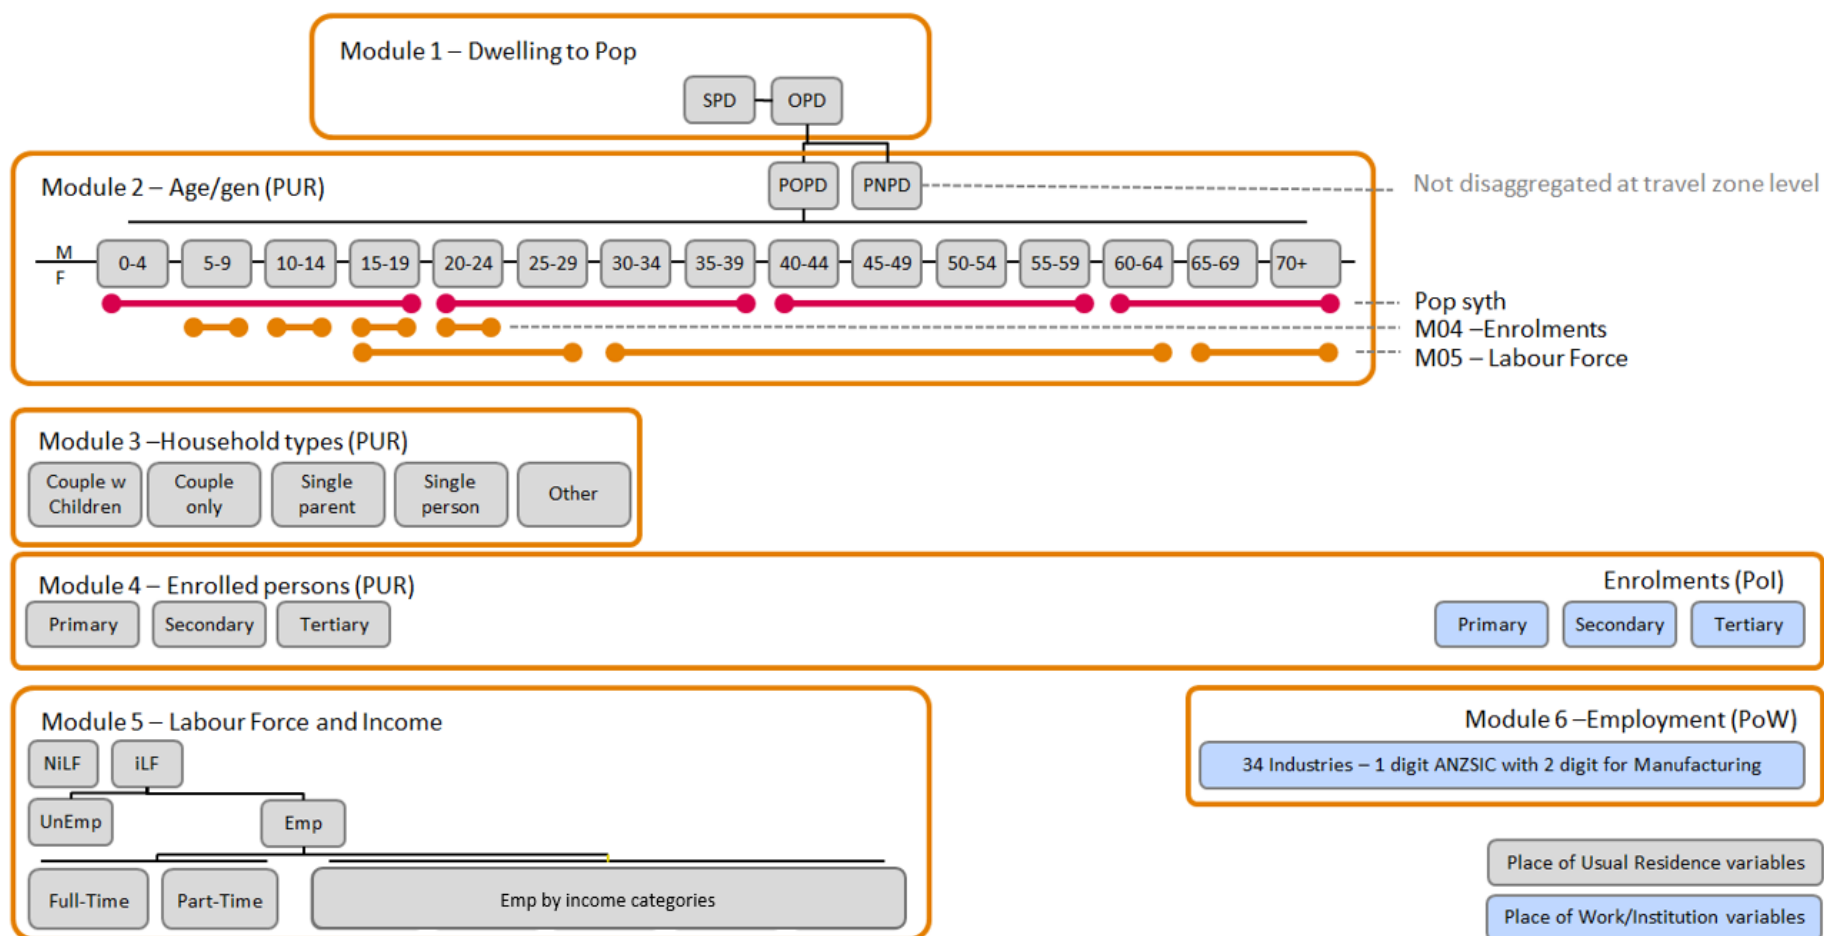 Module 1 – Dwelling to Pop
SPD
OPD
Module 2 – Age/gen (PUR)
POPD
PNPD
Not disaggregated at travel zone level
M
F
0-4
5-9
10-14
15-19
20-24
25-29
30-34
35-39
40-44
45-49
50-54
55-59
60-64
65-69
70+
Pop syth
M04 –Enrolments
M05 – Labour Force
Module 3 –Household types (PUR)
Couple w
Children
Couple
only
Single
parent
Single
person
Other
Module 4 – Enrolled persons (PUR)
Primary
Secondary
Tertiary
Enrolments (PoI)
Primary
Secondary
Tertiary
Module 5 – Labour Force and Income
NiLF
iLF
UnEmp
Emp
Full-Time
Part-Time
Emp by income categories
Module 6 –Employment (PoW)
34 Industries – 1 digit ANZSIC with 2 digit for Manufacturing
Place of Usual Residence variables
Place of Work/Institution variables